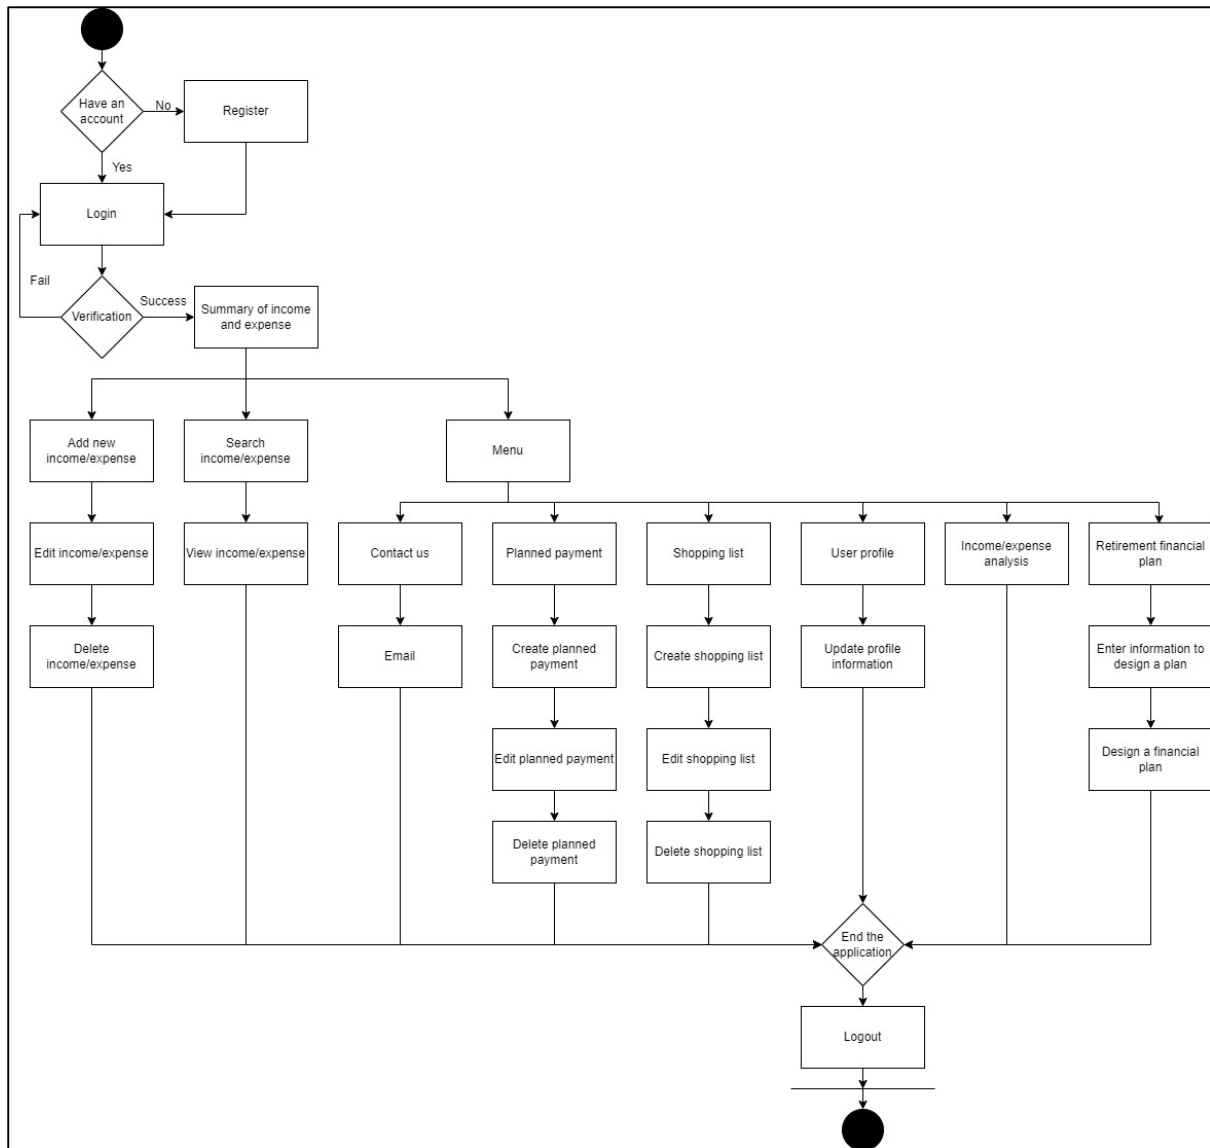 Have an
account
No
Register
Yes
Login
Fail
Verification
Success
Summary of income
and expense
Add new
income/expense
Search
income/expense
Menu
Edit income/expense
View income/expense
Contact us
Planned payment
Shopping list
User profile
Income/expense
analysis
Retirement financial
plan
Delete
income/expense
Email
Create planned
payment
Create shopping list
Update profile
information
Enter information to
design a plan
Edit planned payment
Edit shopping list
Design a financial
plan
Delete planned
payment
Delete shopping list
End the
application
Logout